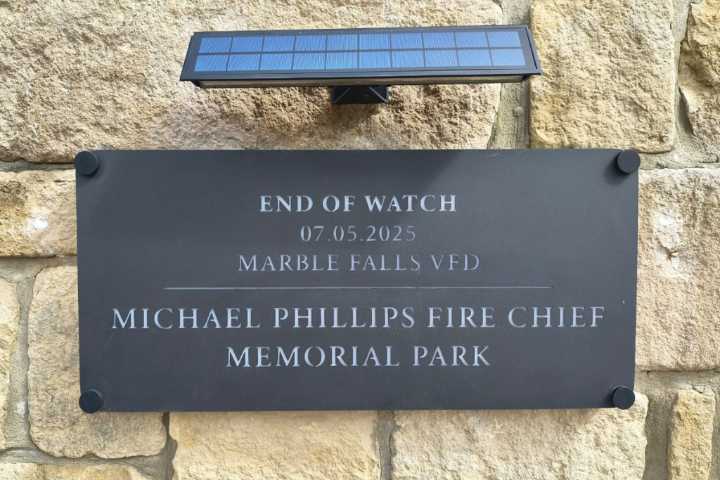 END OF WATCH
07.05.2025
MARBLE FALLS VFD
MICHAEL PHILLIPS FIRE CHIEF
MEMORIAL PARK